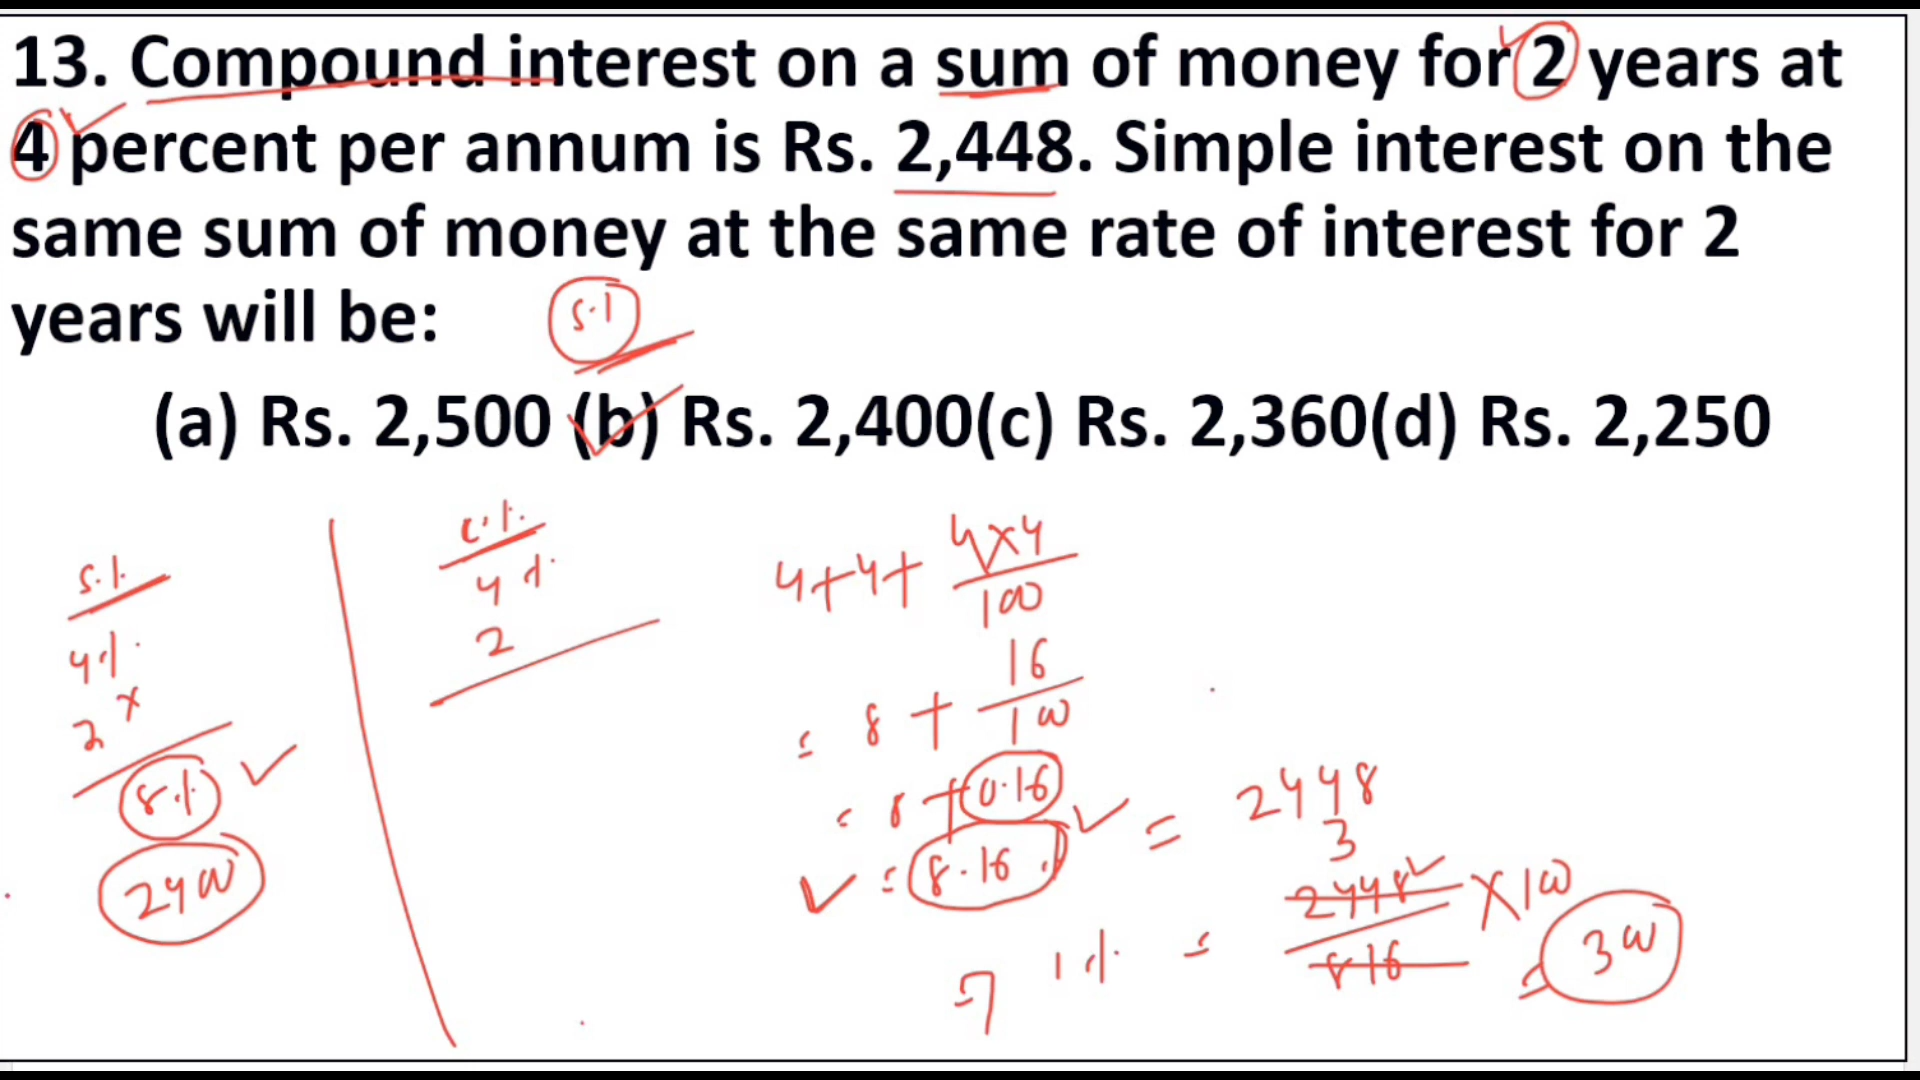 13. Compound interest on a sum of money for 2 years at
4 percent per annum is Rs. 2,448. Simple interest on the
same sum of money at the same rate of interest for 2
years will be:
S.I
(a) Rs. 2,500 (b) Rs. 2,400(c) Rs. 2,360(d) Rs. 2,250
S.I
4%
2 ×
8%
2400
C.I.
4%
2
4+4+ 4×4/100
= 8 + 16/100
= 8 + 0.16
= 8.16% = 2448
3
⇒ 1% = 2448/816 ×100 = 300